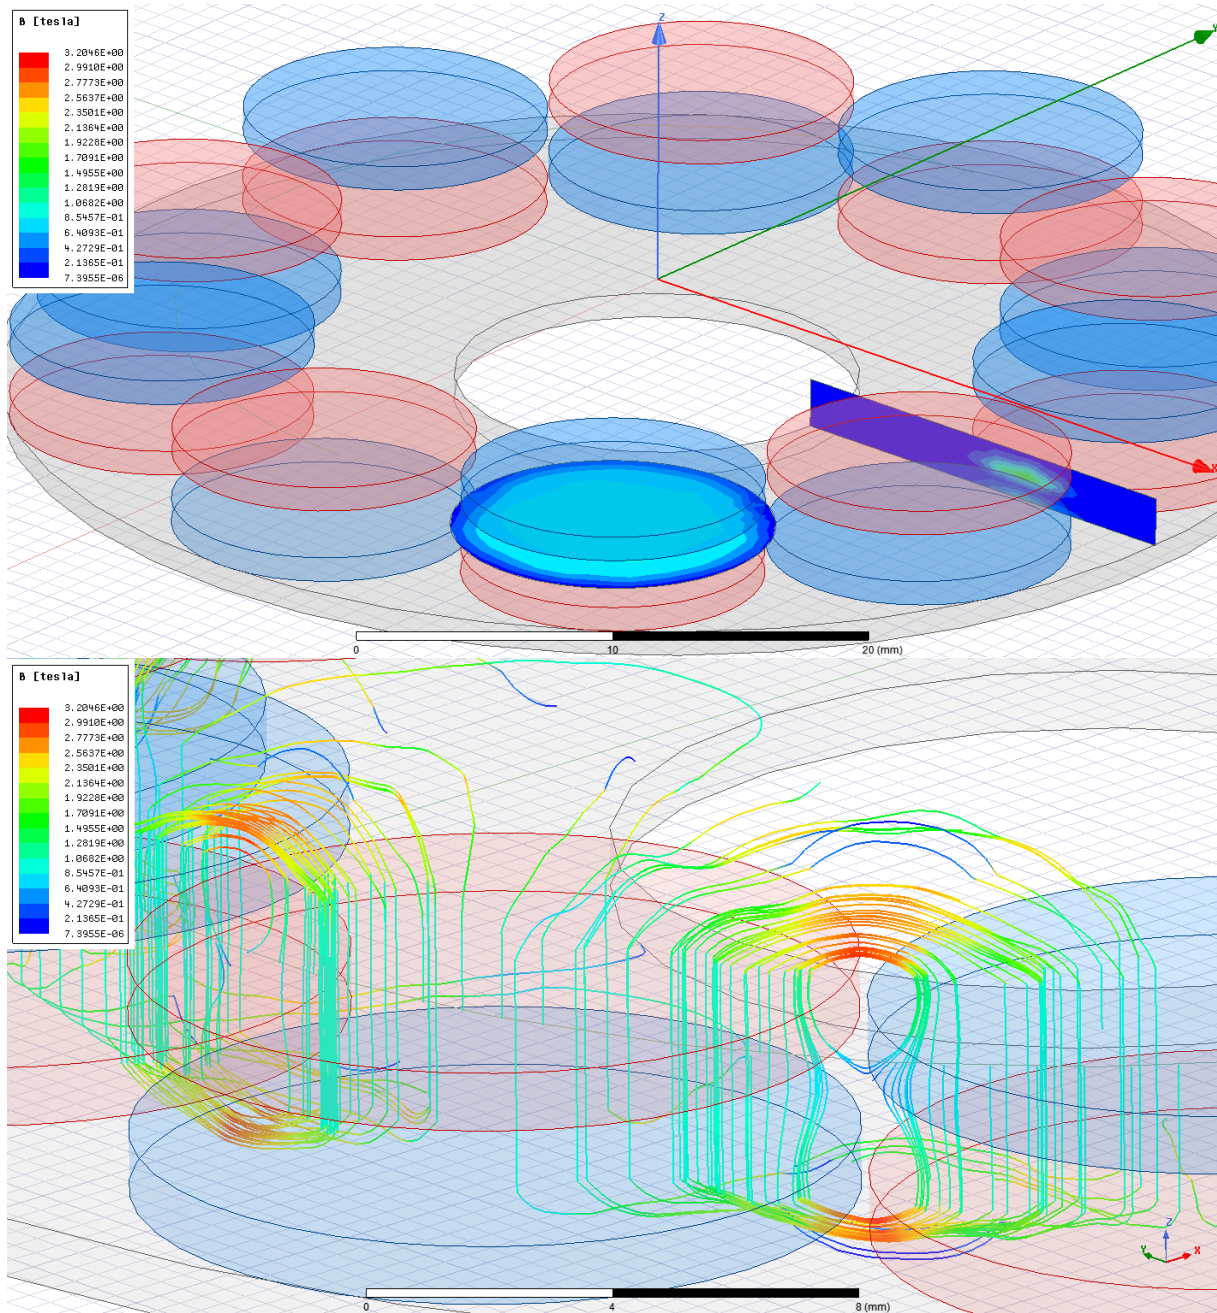 B [tesla]
3.2046E+00
2.9910E+00
2.7773E+00
2.5637E+00
2.3501E+00
2.1364E+00
1.9228E+00
1.7091E+00
1.4955E+00
1.2819E+00
1.0682E+00
8.5457E-01
6.4093E-01
4.2729E-01
2.1365E-01
7.3955E-06
Z
Y
X
0
10
20 (mm)
B [tesla]
3.2046E+00
2.9910E+00
2.7773E+00
2.5637E+00
2.3501E+00
2.1364E+00
1.9228E+00
1.7091E+00
1.4955E+00
1.2819E+00
1.0682E+00
8.5457E-01
6.4093E-01
4.2729E-01
2.1365E-01
7.3955E-06
Z
Y
X
0
4
8 (mm)